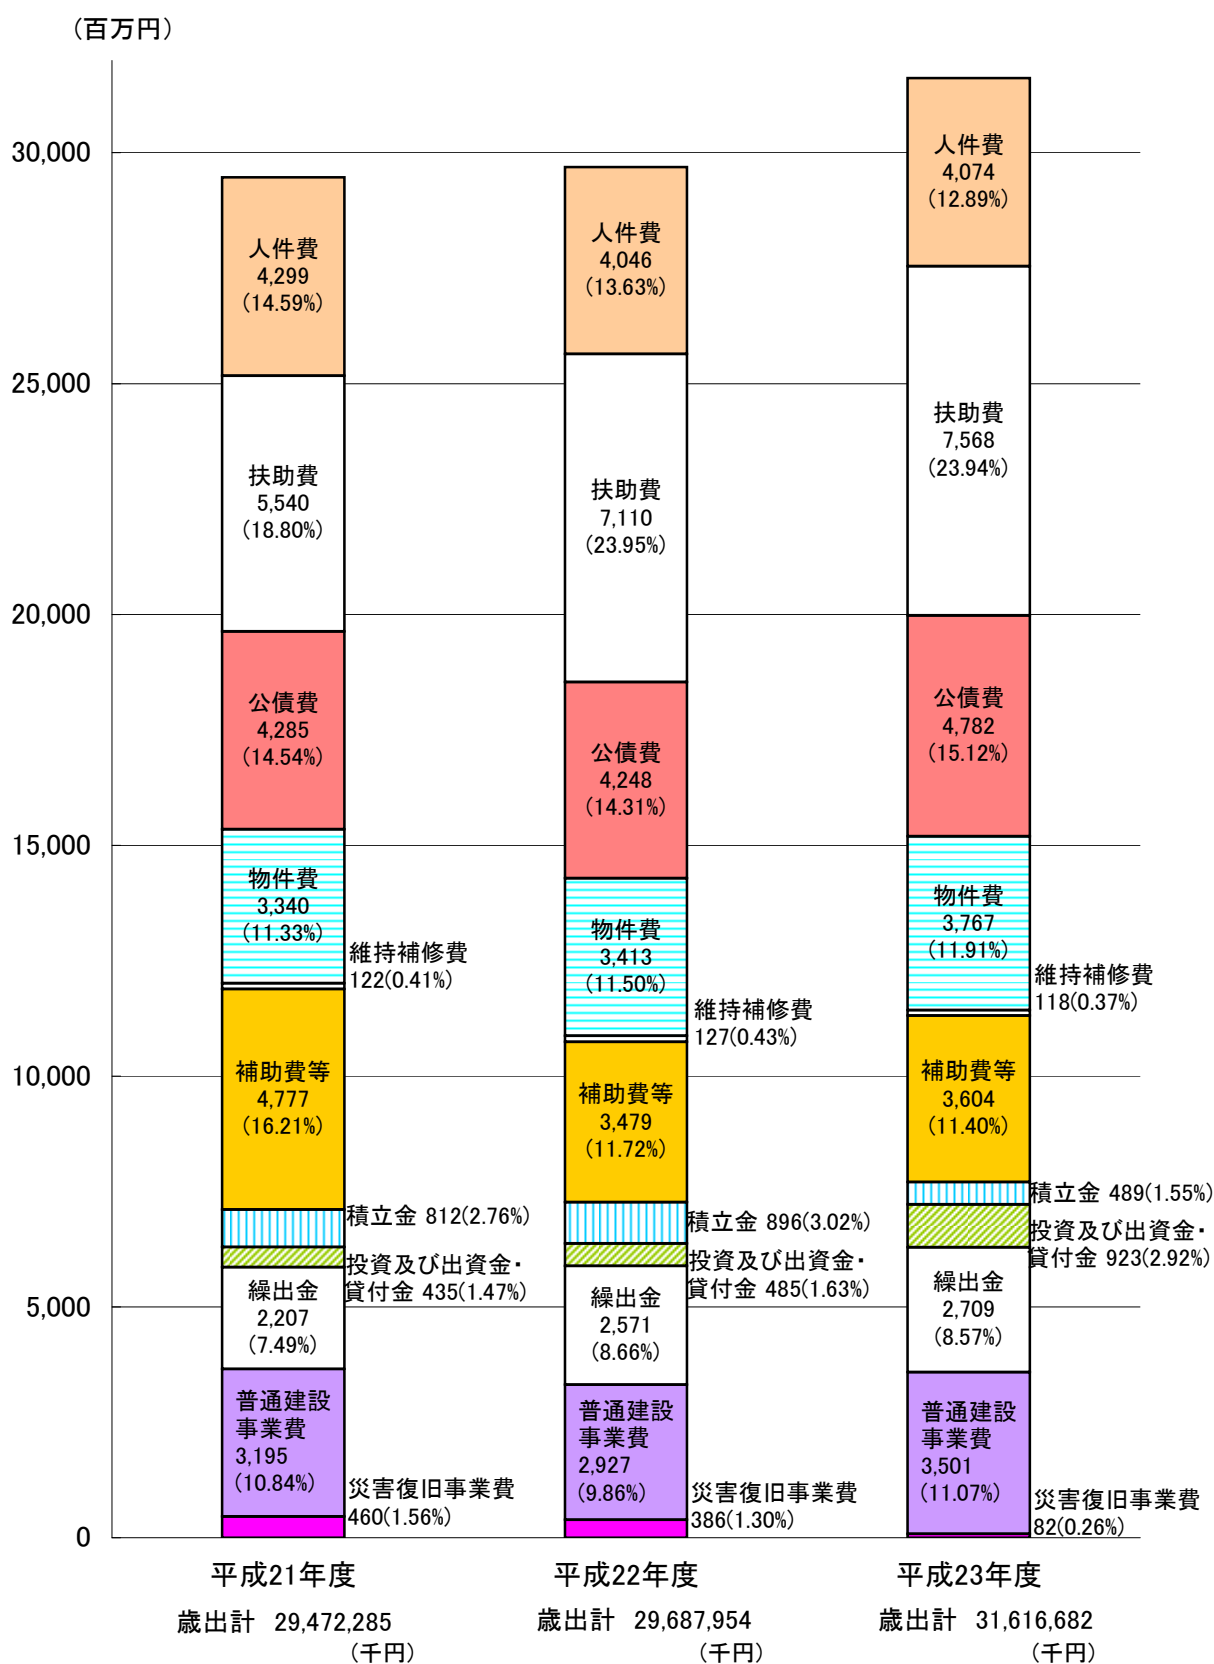 (百万円)
30,000
25,000
20,000
15,000
10,000
5,000
0
人件費
4,299
(14.59%)
扶助費
5,540
(18.80%)
公債費
4,285
(14.54%)
物件費
3,340
(11.33%)
維持補修費
122(0.41%)
補助費等
4,777
(16.21%)
積立金 812(2.76%)
投資及び出資金・
貸付金 435(1.47%)
繰出金
2,207
(7.49%)
普通建設
事業費
3,195
(10.84%)
災害復旧事業費
460(1.56%)
平成21年度
歳出計 29,472,285
(千円)
人件費
4,046
(13.63%)
扶助費
7,110
(23.95%)
公債費
4,248
(14.31%)
物件費
3,413
(11.50%)
維持補修費
127(0.43%)
補助費等
3,479
(11.72%)
積立金 896(3.02%)
投資及び出資金・
貸付金 485(1.63%)
繰出金
2,571
(8.66%)
普通建設
事業費
2,927
(9.86%)
災害復旧事業費
386(1.30%)
平成22年度
歳出計 29,687,954
(千円)
人件費
4,074
(12.89%)
扶助費
7,568
(23.94%)
公債費
4,782
(15.12%)
物件費
3,767
(11.91%)
維持補修費
118(0.37%)
補助費等
3,604
(11.40%)
積立金 489(1.55%)
投資及び出資金・
貸付金 923(2.92%)
繰出金
2,709
(8.57%)
普通建設
事業費
3,501
(11.07%)
災害復旧事業費
82(0.26%)
平成23年度
歳出計 31,616,682
(千円)